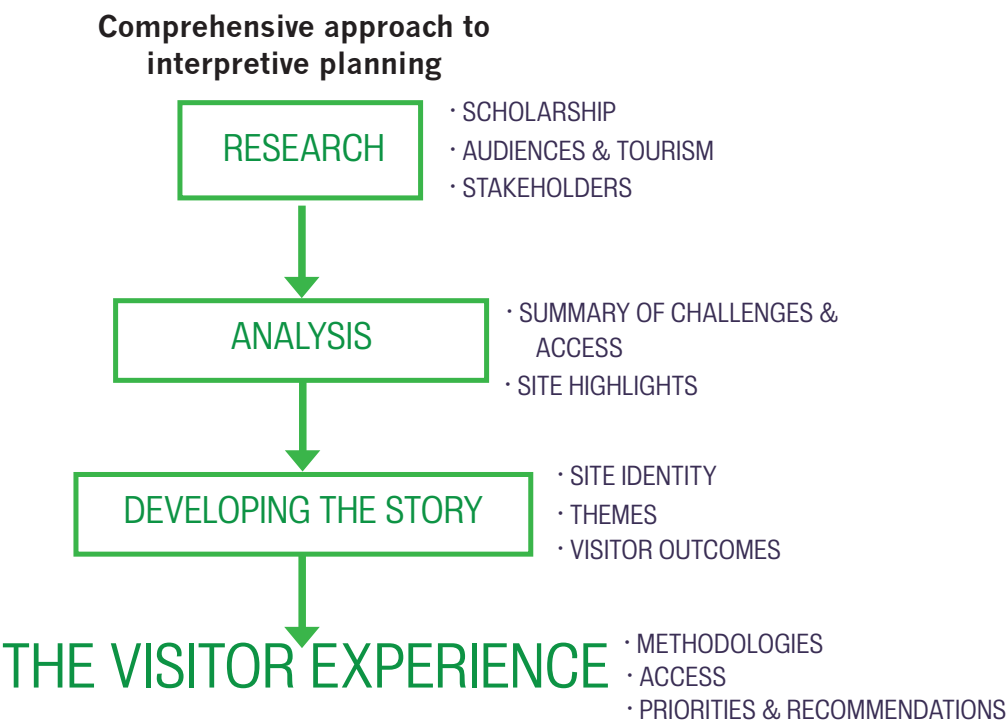 Comprehensive approach to
interpretive planning
RESEARCH
· SCHOLARSHIP
· AUDIENCES & TOURISM
· STAKEHOLDERS
ANALYSIS
· SUMMARY OF CHALLENGES &
ACCESS
· SITE HIGHLIGHTS
DEVELOPING THE STORY
· SITE IDENTITY
· THEMES
· VISITOR OUTCOMES
THE VISITOR EXPERIENCE
· METHODOLOGIES
· ACCESS
· PRIORITIES & RECOMMENDATIONS